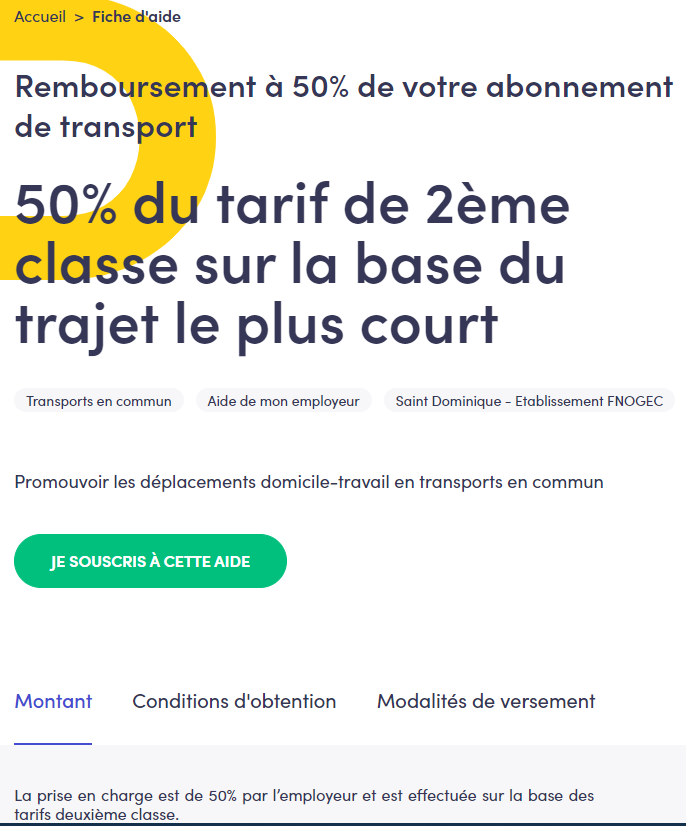 Accueil > Fiche d'aide
Remboursement à 50% de votre abonnement
de transport
50% du tarif de 2ème
classe sur la base du
trajet le plus court
Transports en commun Aide de mon employeur Saint Dominique - Etablissement FNOGEC
Promouvoir les déplacements domicile-travail en transports en commun
JE SOUSCRIS À CETTE AIDE
Montant Conditions d'obtention Modalités de versement
La prise en charge est de 50% par l’employeur et est effectuée sur la base des
tarifs deuxième classe.